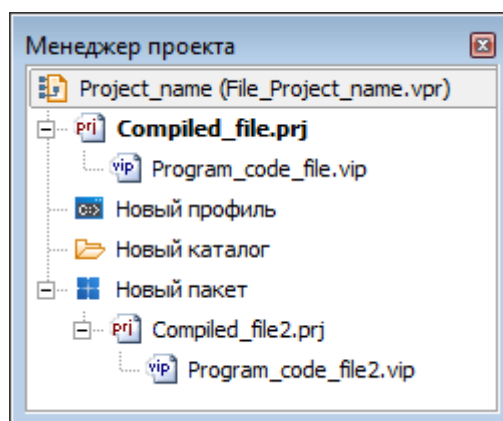 Менеджер проекта
Project_name (File_Project_name.vpr)
prj Compiled_file.prj
vip Program_code_file.vip
C:\> Новый профиль
Новый каталог
Новый пакет
prj Compiled_file2.prj
vip Program_code_file2.vip